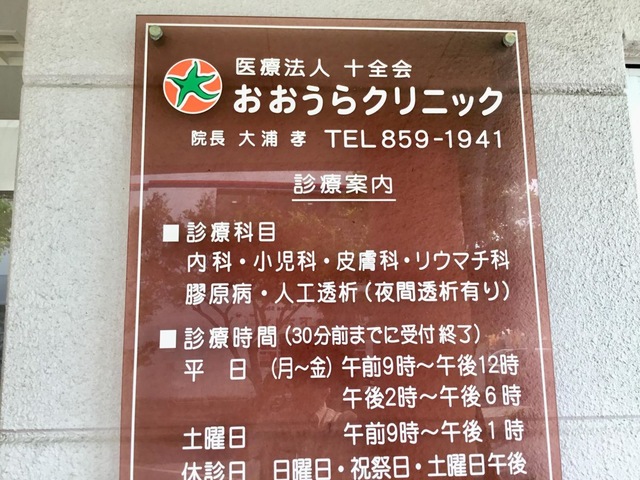 医療法人 十全会
おおうらクリニック
院長 大浦 孝 TEL 859-1941
診療案内
■ 診療科目
内科・小児科・皮膚科・リウマチ科
膠原病・人工透析(夜間透析有り)
■ 診療時間(30分前までに受付終了)
平 日 (月～金) 午前9時～午後12時
午後2時～午後6時
土曜日 午前9時～午後1時
休診日 日曜日・祝祭日・土曜日午後